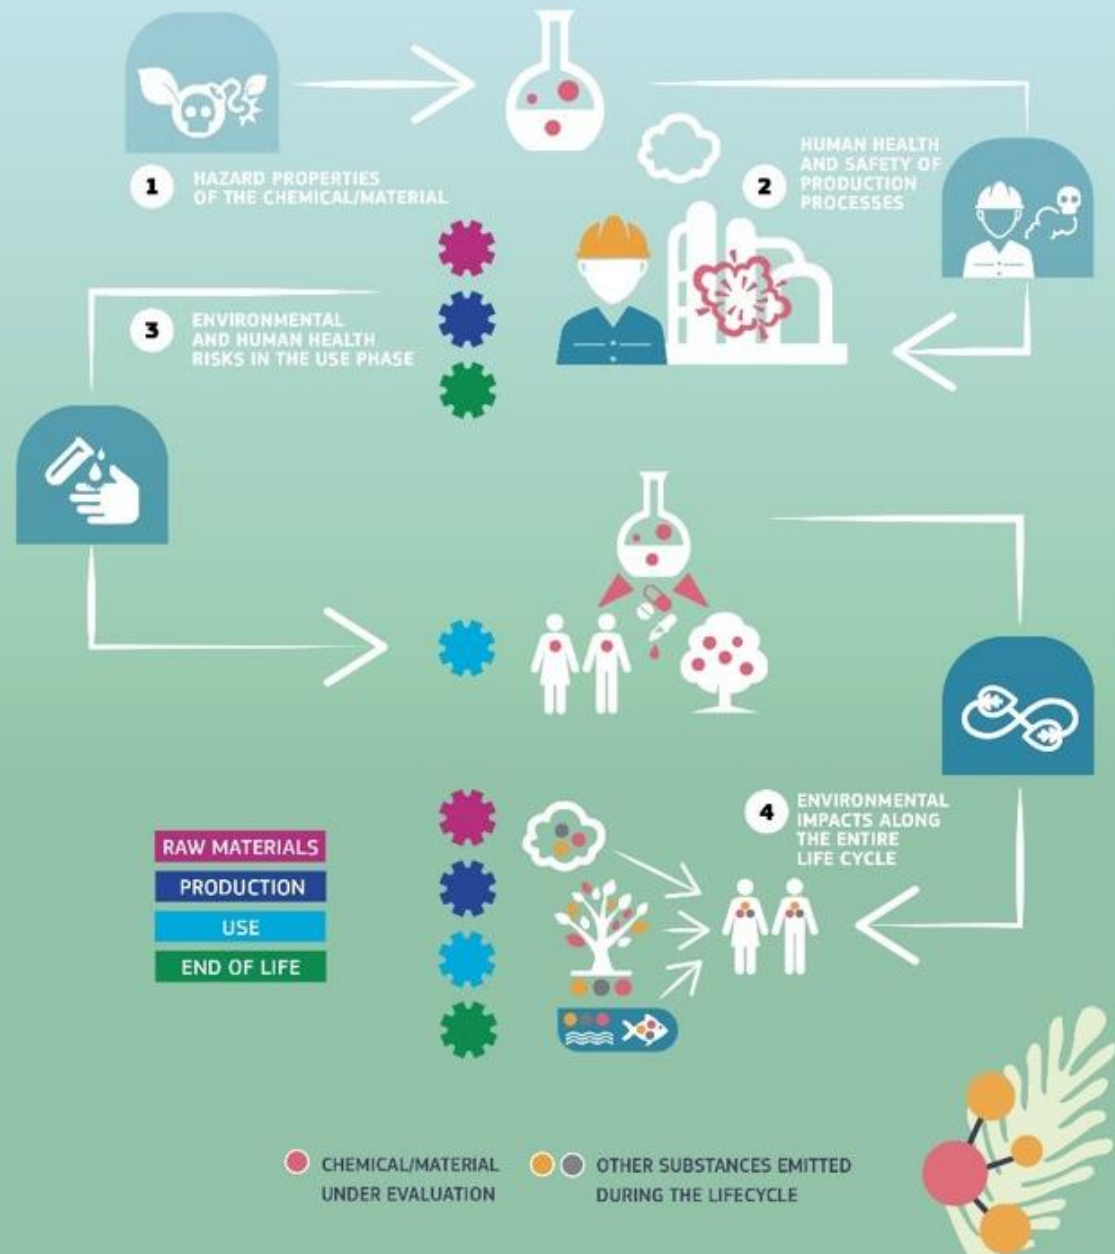 1
HAZARD PROPERTIES
OF THE CHEMICAL/MATERIAL
2
HUMAN HEALTH
AND SAFETY OF
PRODUCTION
PROCESSES
3
ENVIRONMENTAL
AND HUMAN HEALTH
RISKS IN THE USE PHASE
4
ENVIRONMENTAL
IMPACTS ALONG
THE ENTIRE
LIFE CYCLE
RAW MATERIALS
PRODUCTION
USE
END OF LIFE
CHEMICAL/MATERIAL
UNDER EVALUATION
OTHER SUBSTANCES EMITTED
DURING THE LIFECYCLE